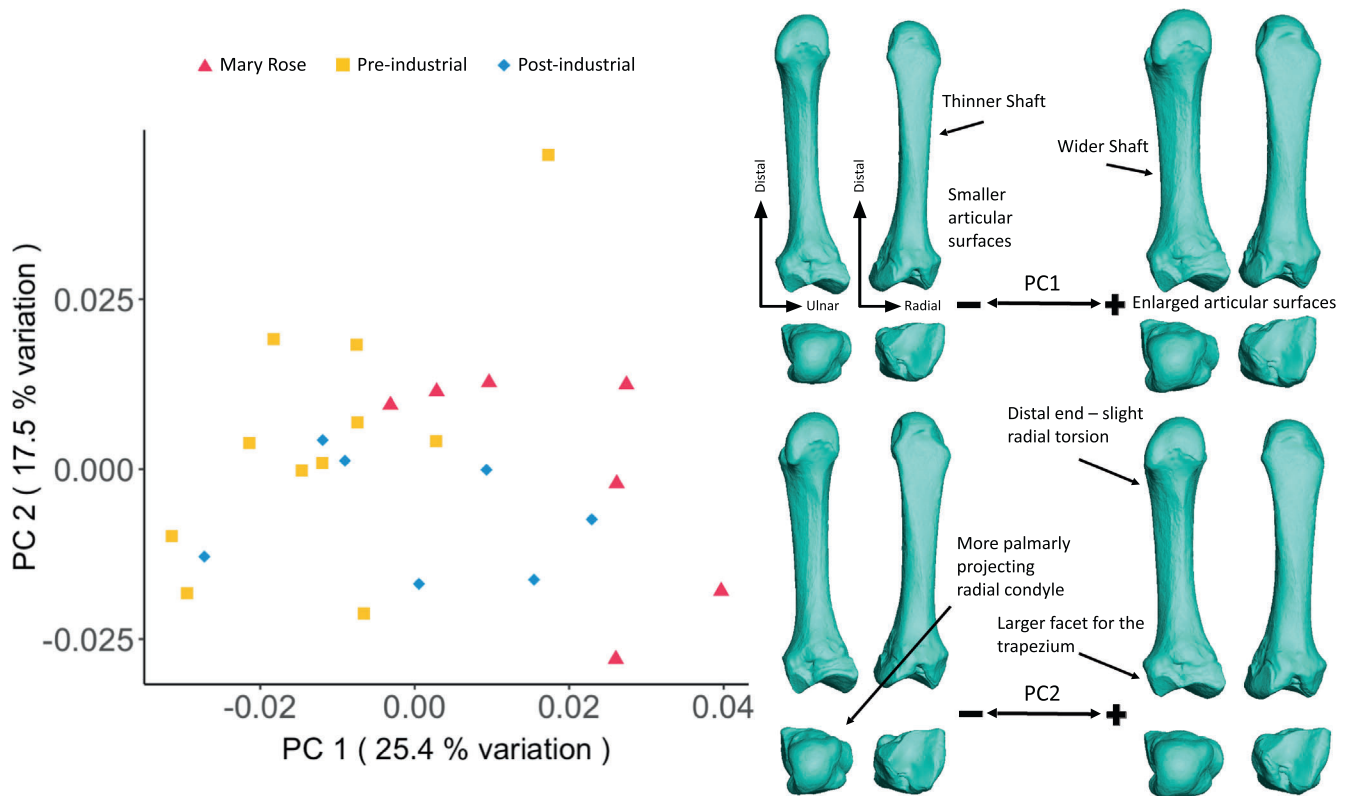 Mary Rose
Pre-industrial
Post-industrial
PC 2 ( 17.5 % variation )
0.025
0.000
-0.025
-0.02
0.00
0.02
0.04
PC 1 ( 25.4 % variation )
Thinner Shaft
Wider Shaft
Distal
Distal
Smaller
articular
surfaces
Ulnar
Radial
PC1
Enlarged articular surfaces
Distal end – slight
radial torsion
More palmarly
projecting
radial condyle
Larger facet for the
trapezium
PC2